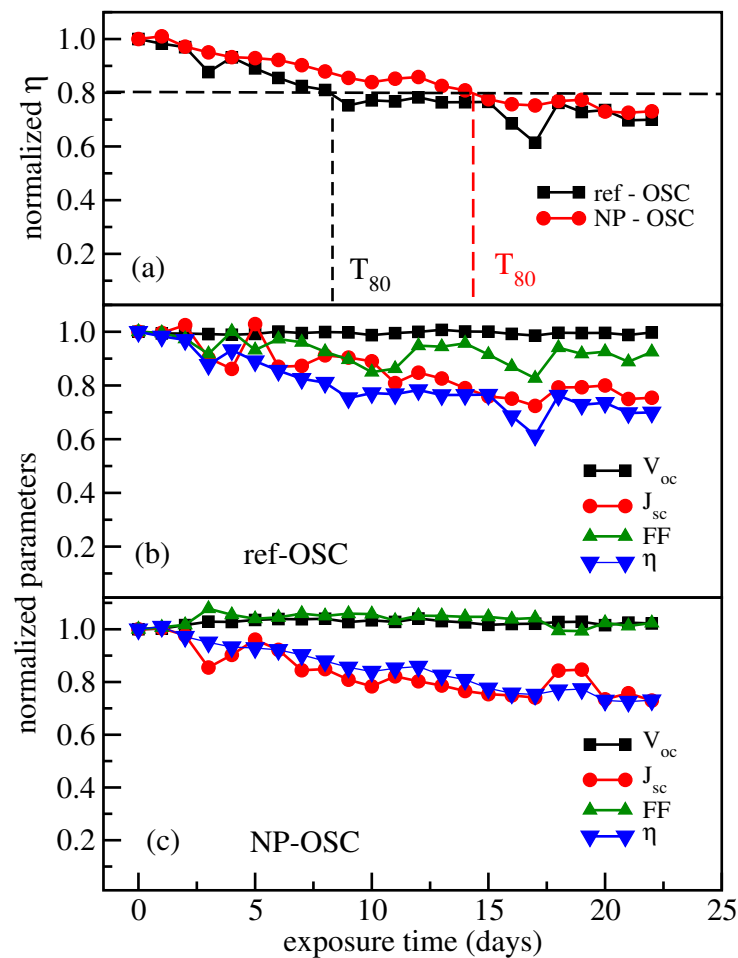 1.0
0.8
0.6
0.4
0.2
normalized η
ref - OSC
NP - OSC
(a)
T80
T80
1.0
0.8
0.6
0.4
0.2
Voc
Jsc
FF
η
(b)
ref-OSC
normalized parameters
1.0
0.8
0.6
0.4
0.2
Voc
Jsc
FF
η
(c)
NP-OSC
0 5 10 15 20 25
exposure time (days)